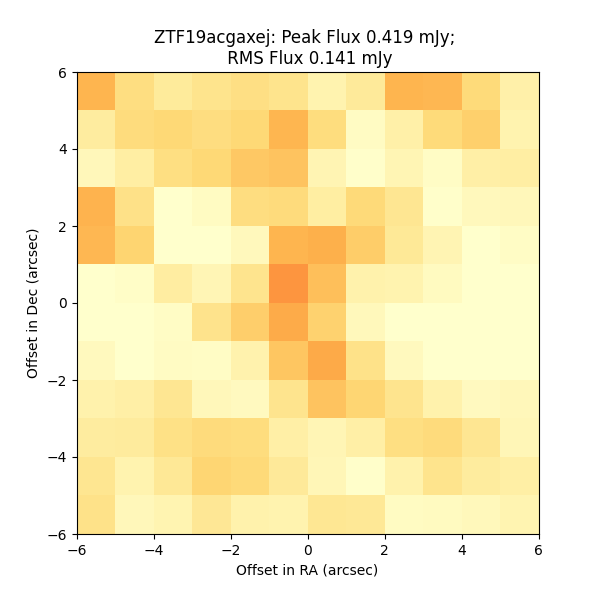 ZTF19acgaxej: Peak Flux 0.419 mJy;
RMS Flux 0.141 mJy
6
4
2
0
−2
−4
−6
Offset in Dec (arcsec)
−6 −4 −2 0 2 4 6
Offset in RA (arcsec)